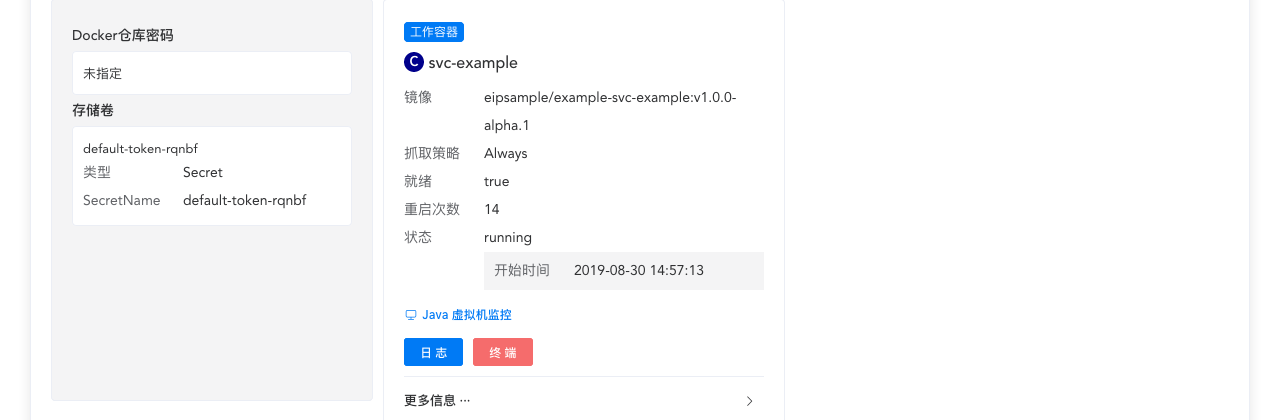 Docker仓库密码
未指定
存储卷
default-token-rqnbf
类型 Secret
SecretName default-token-rqnbf
工作容器
C svc-example
镜像 eipsample/example-svc-example:v1.0.0-
alpha.1
抓取策略 Always
就绪 true
重启次数 14
状态 running
开始时间 2019-08-30 14:57:13
Java 虚拟机监控
日志 终端
更多信息 ···